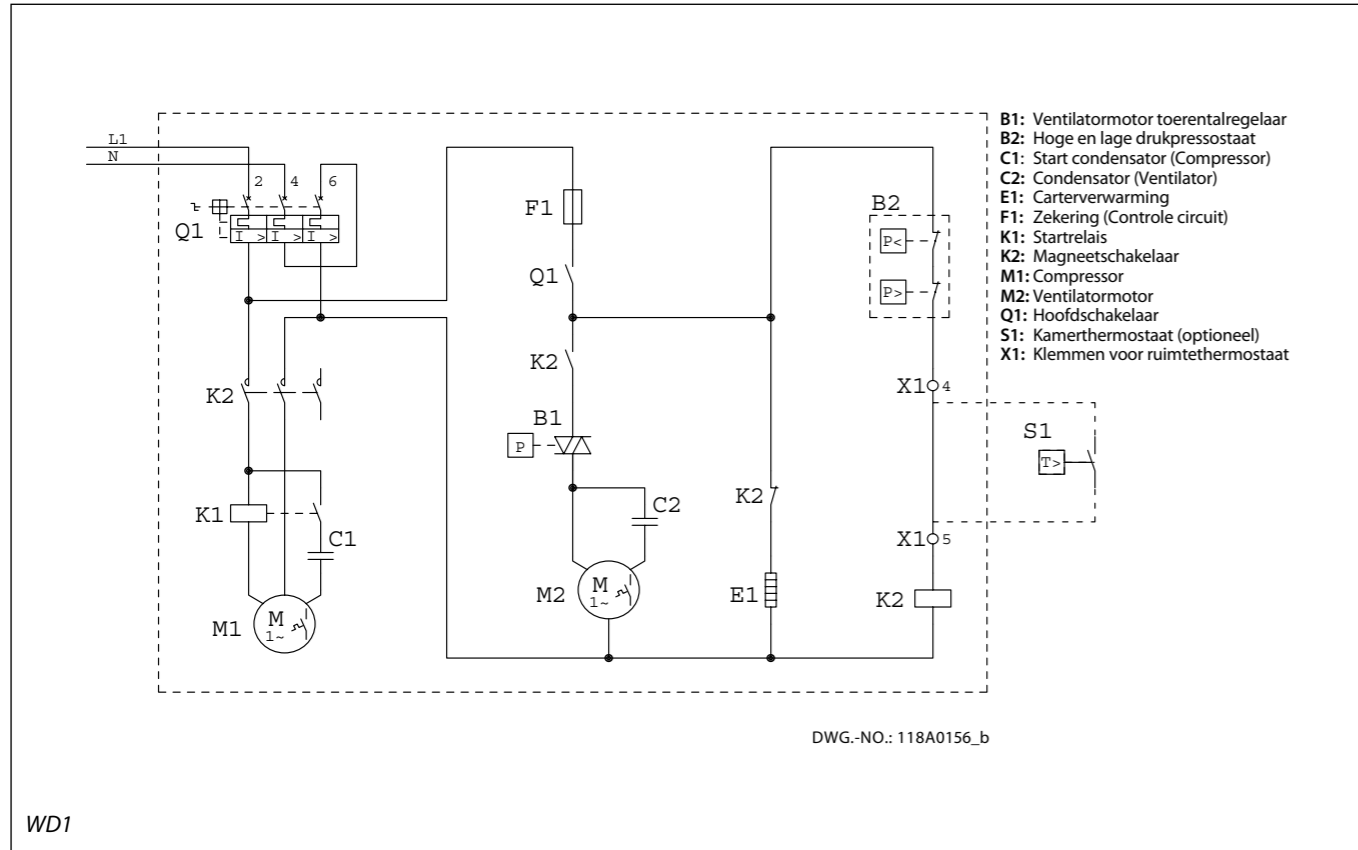 L1
N
2 4 6
Q1
I > I > I >
K2
K1
C1
M1
M
1~
F1
Q1
K2
B1
P
C2
M2
M
1~
K2
E1
B2
P<
P>
X1 4
S1
T>
X1 5
K2
B1: Ventilatormotor toerentalregelaar
B2: Hoge en lage drukpressostaat
C1: Start condensator (Compressor)
C2: Condensator (Ventilator)
E1: Carterverwarming
F1: Zekering (Controle circuit)
K1: Startrelais
K2: Magneetschakelaar
M1: Compressor
M2: Ventilatormotor
Q1: Hoofdschakelaar
S1: Kamerthermostaat (optioneel)
X1: Klemmen voor ruimtethermostaat
DWG.-NO.: 118A0156_b
WD1